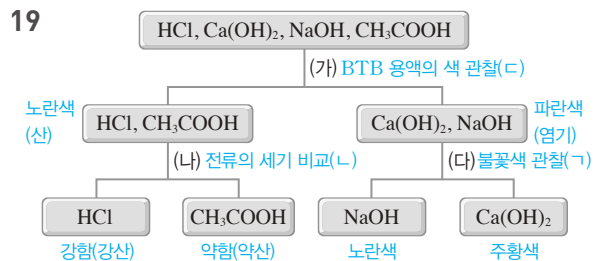 19
HCl, Ca(OH)₂, NaOH, CH₃COOH
(가) BTB 용액의 색 관찰(ㄷ)
노란색
(산)
HCl, CH₃COOH
Ca(OH)₂, NaOH
파란색
(염기)
(나) 전류의 세기 비교(ㄴ)
(다)불꽃색 관찰(ㄱ)
HCl
CH₃COOH
NaOH
Ca(OH)₂
강함(강산)
약함(약산)
노란색
주황색